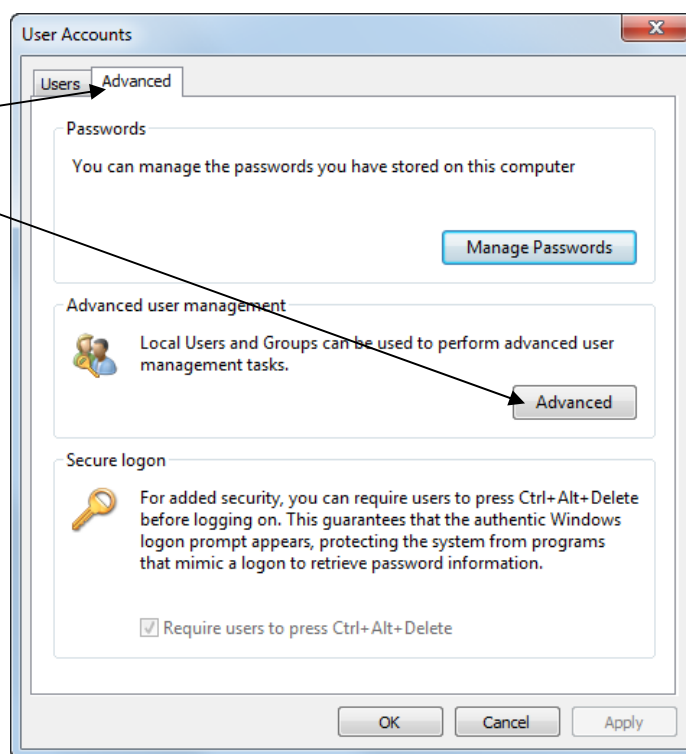 User Accounts
Users
Advanced
Passwords
You can manage the passwords you have stored on this computer
Manage Passwords
Advanced user management
Local Users and Groups can be used to perform advanced user
management tasks.
Advanced
Secure logon
For added security, you can require users to press Ctrl+Alt+Delete
before logging on. This guarantees that the authentic Windows
logon prompt appears, protecting the system from programs
that mimic a logon to retrieve password information.
Require users to press Ctrl+Alt+Delete
OK
Cancel
Apply